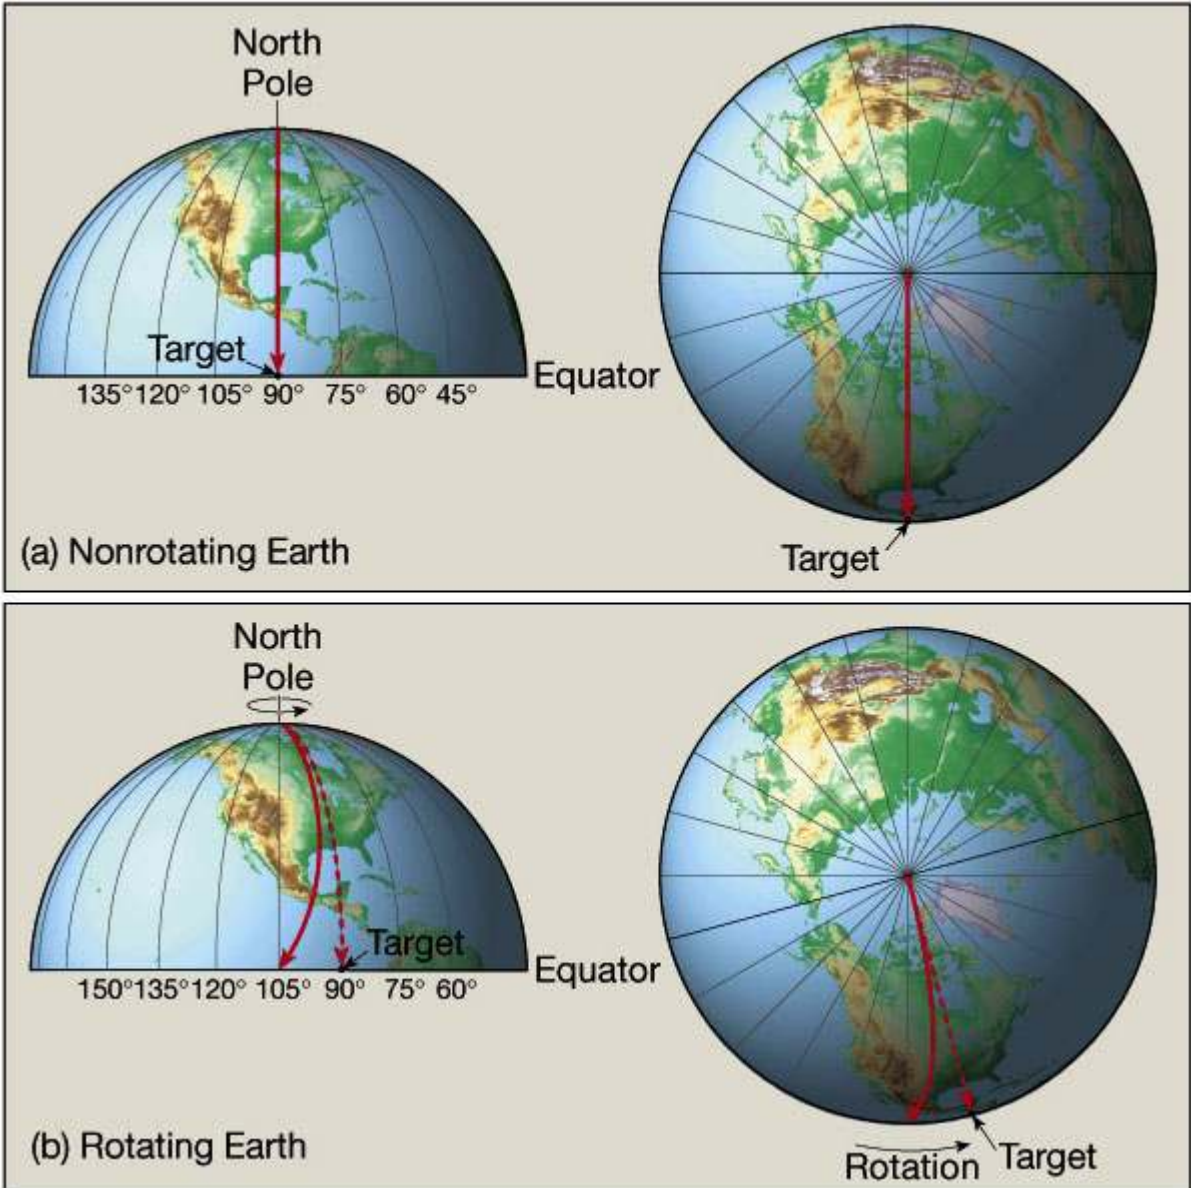 North
Pole
Target
Equator
135° 120° 105° 90° 75° 60° 45°
(a) Nonrotating Earth
Target
North
Pole
Target
Equator
150° 135° 120° 105° 90° 75° 60°
(b) Rotating Earth
Rotation
Target